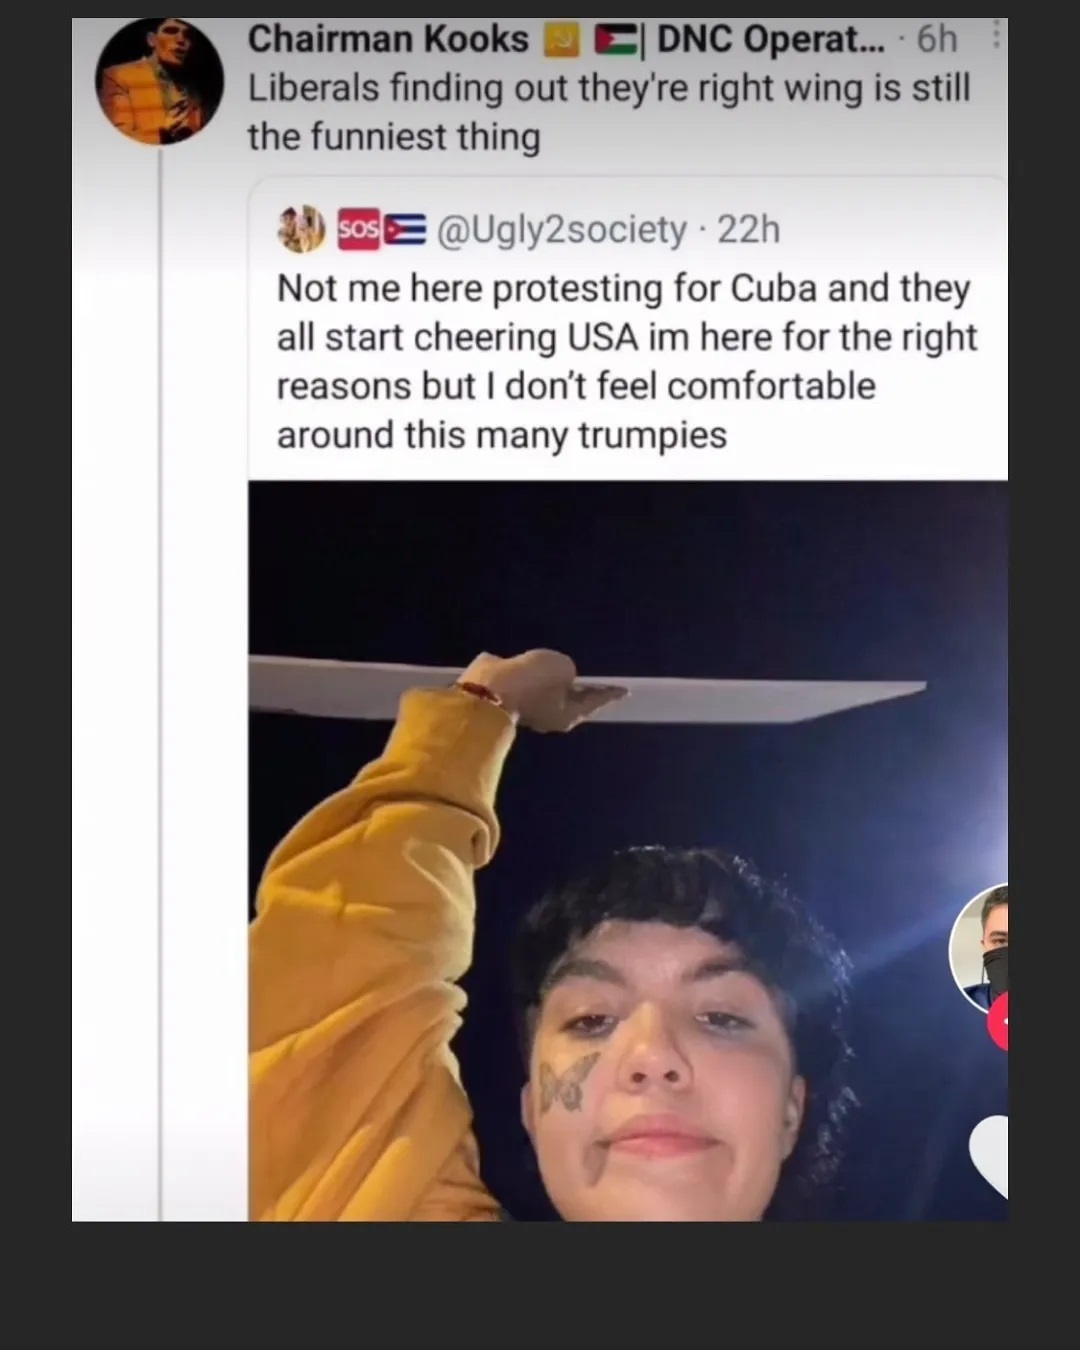 Chairman Kooks | DNC Operat... · 6h
Liberals finding out they're right wing is still
the funniest thing
SOS @Ugly2society · 22h
Not me here protesting for Cuba and they
all start cheering USA im here for the right
reasons but I don't feel comfortable
around this many trumpies